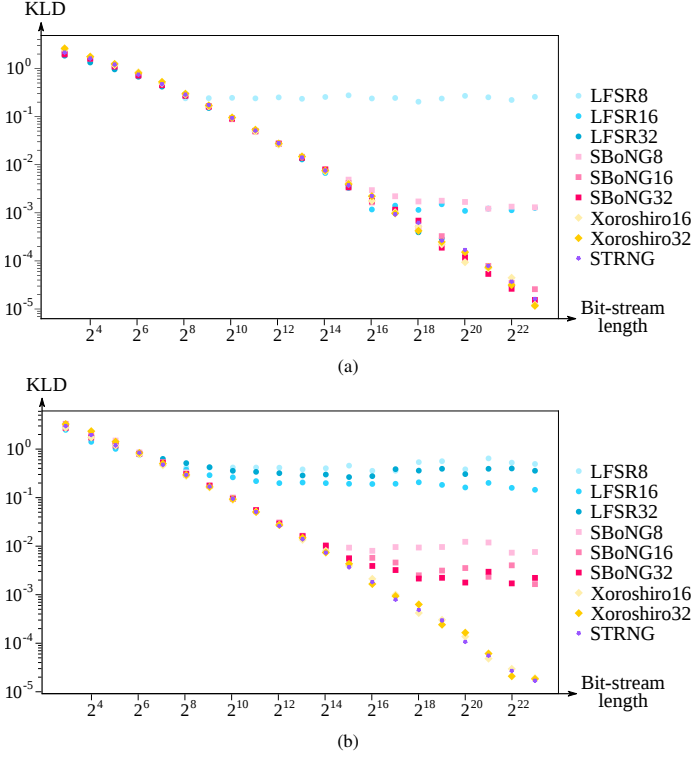 KLD
10^0
10^-1
10^-2
10^-3
10^-4
10^-5
2^4 2^6 2^8 2^10 2^12 2^14 2^16 2^18 2^20 2^22
Bit-stream
length
LFSR8
LFSR16
LFSR32
SBoNG8
SBoNG16
SBoNG32
Xoroshiro16
Xoroshiro32
STRNG
(a)
KLD
10^0
10^-1
10^-2
10^-3
10^-4
10^-5
2^4 2^6 2^8 2^10 2^12 2^14 2^16 2^18 2^20 2^22
Bit-stream
length
LFSR8
LFSR16
LFSR32
SBoNG8
SBoNG16
SBoNG32
Xoroshiro16
Xoroshiro32
STRNG
(b)